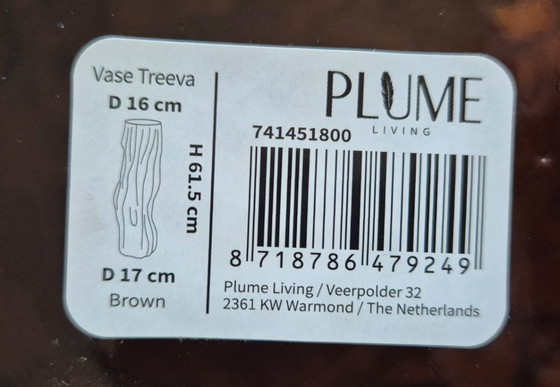 Vase Treeva
D 16 cm
H 61.5 cm
D 17 cm
Brown
PLUME
LIVING
741451800
8 718786 479249
Plume Living / Veerpolder 32
2361 KW Warmond / The Netherlands